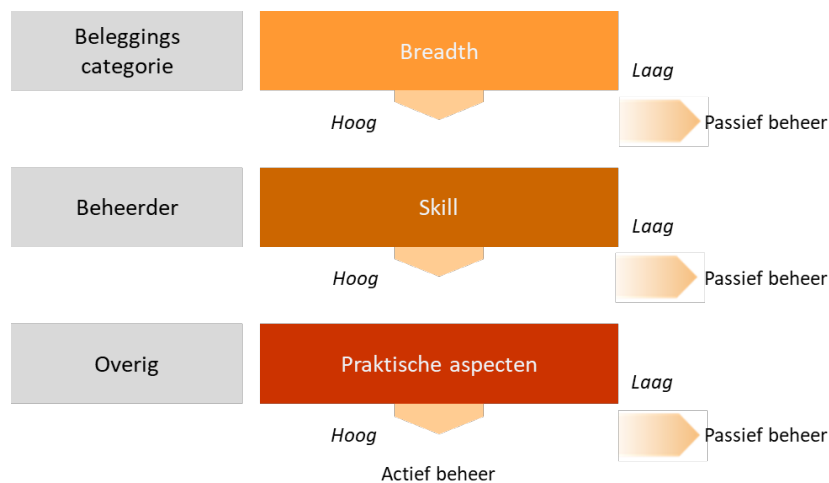 Beleggings
categorie
Breadth
Laag
Hoog
Passief beheer
Beheerder
Skill
Laag
Hoog
Passief beheer
Overig
Praktische aspecten
Laag
Hoog
Passief beheer
Actief beheer